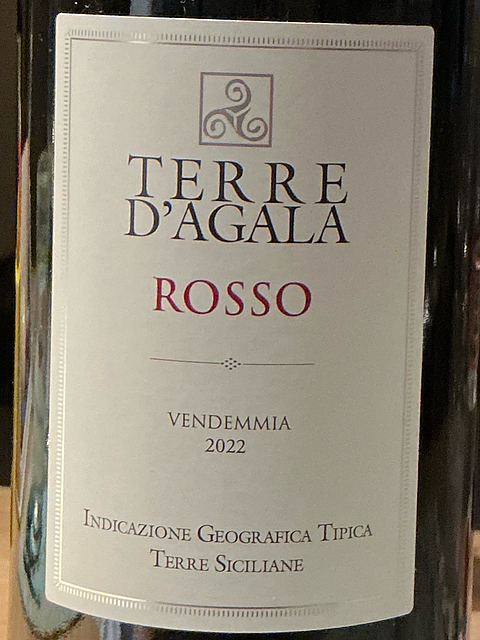 TERRE
D'AGALA
ROSSO
VENDEMMIA
2022
INDICAZIONE GEOGRAFICA TIPICA
TERRE SICILIANE